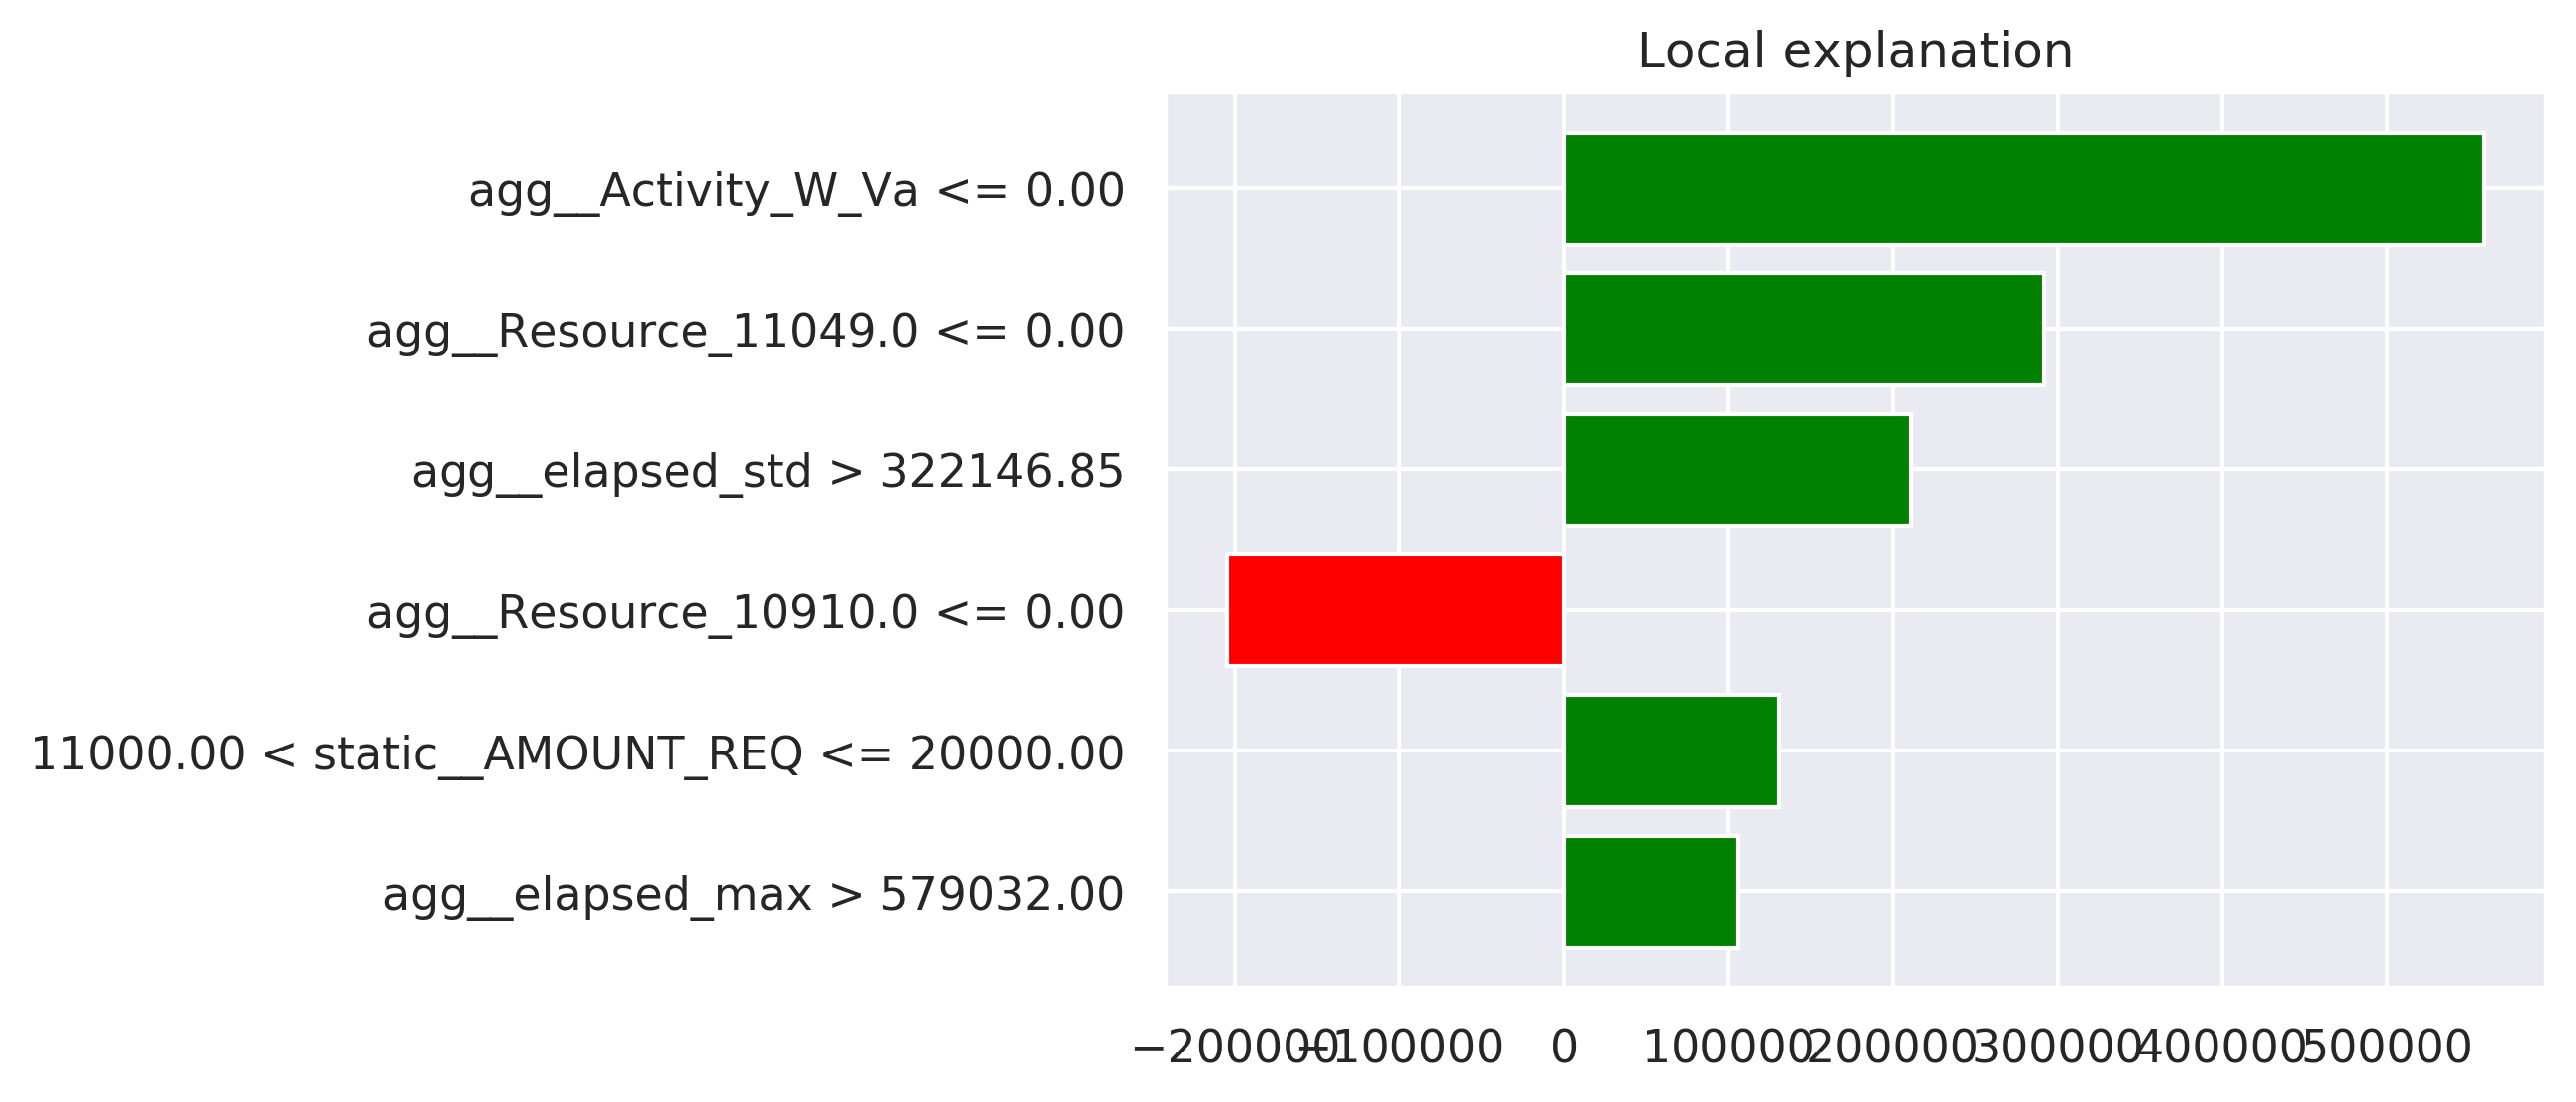 Local explanation
agg__Activity_W_Va <= 0.00
agg__Resource_11049.0 <= 0.00
agg__elapsed_std > 322146.85
agg__Resource_10910.0 <= 0.00
11000.00 < static__AMOUNT_REQ <= 20000.00
agg__elapsed_max > 579032.00
−200000 −100000 0 100000 200000 300000 400000 500000